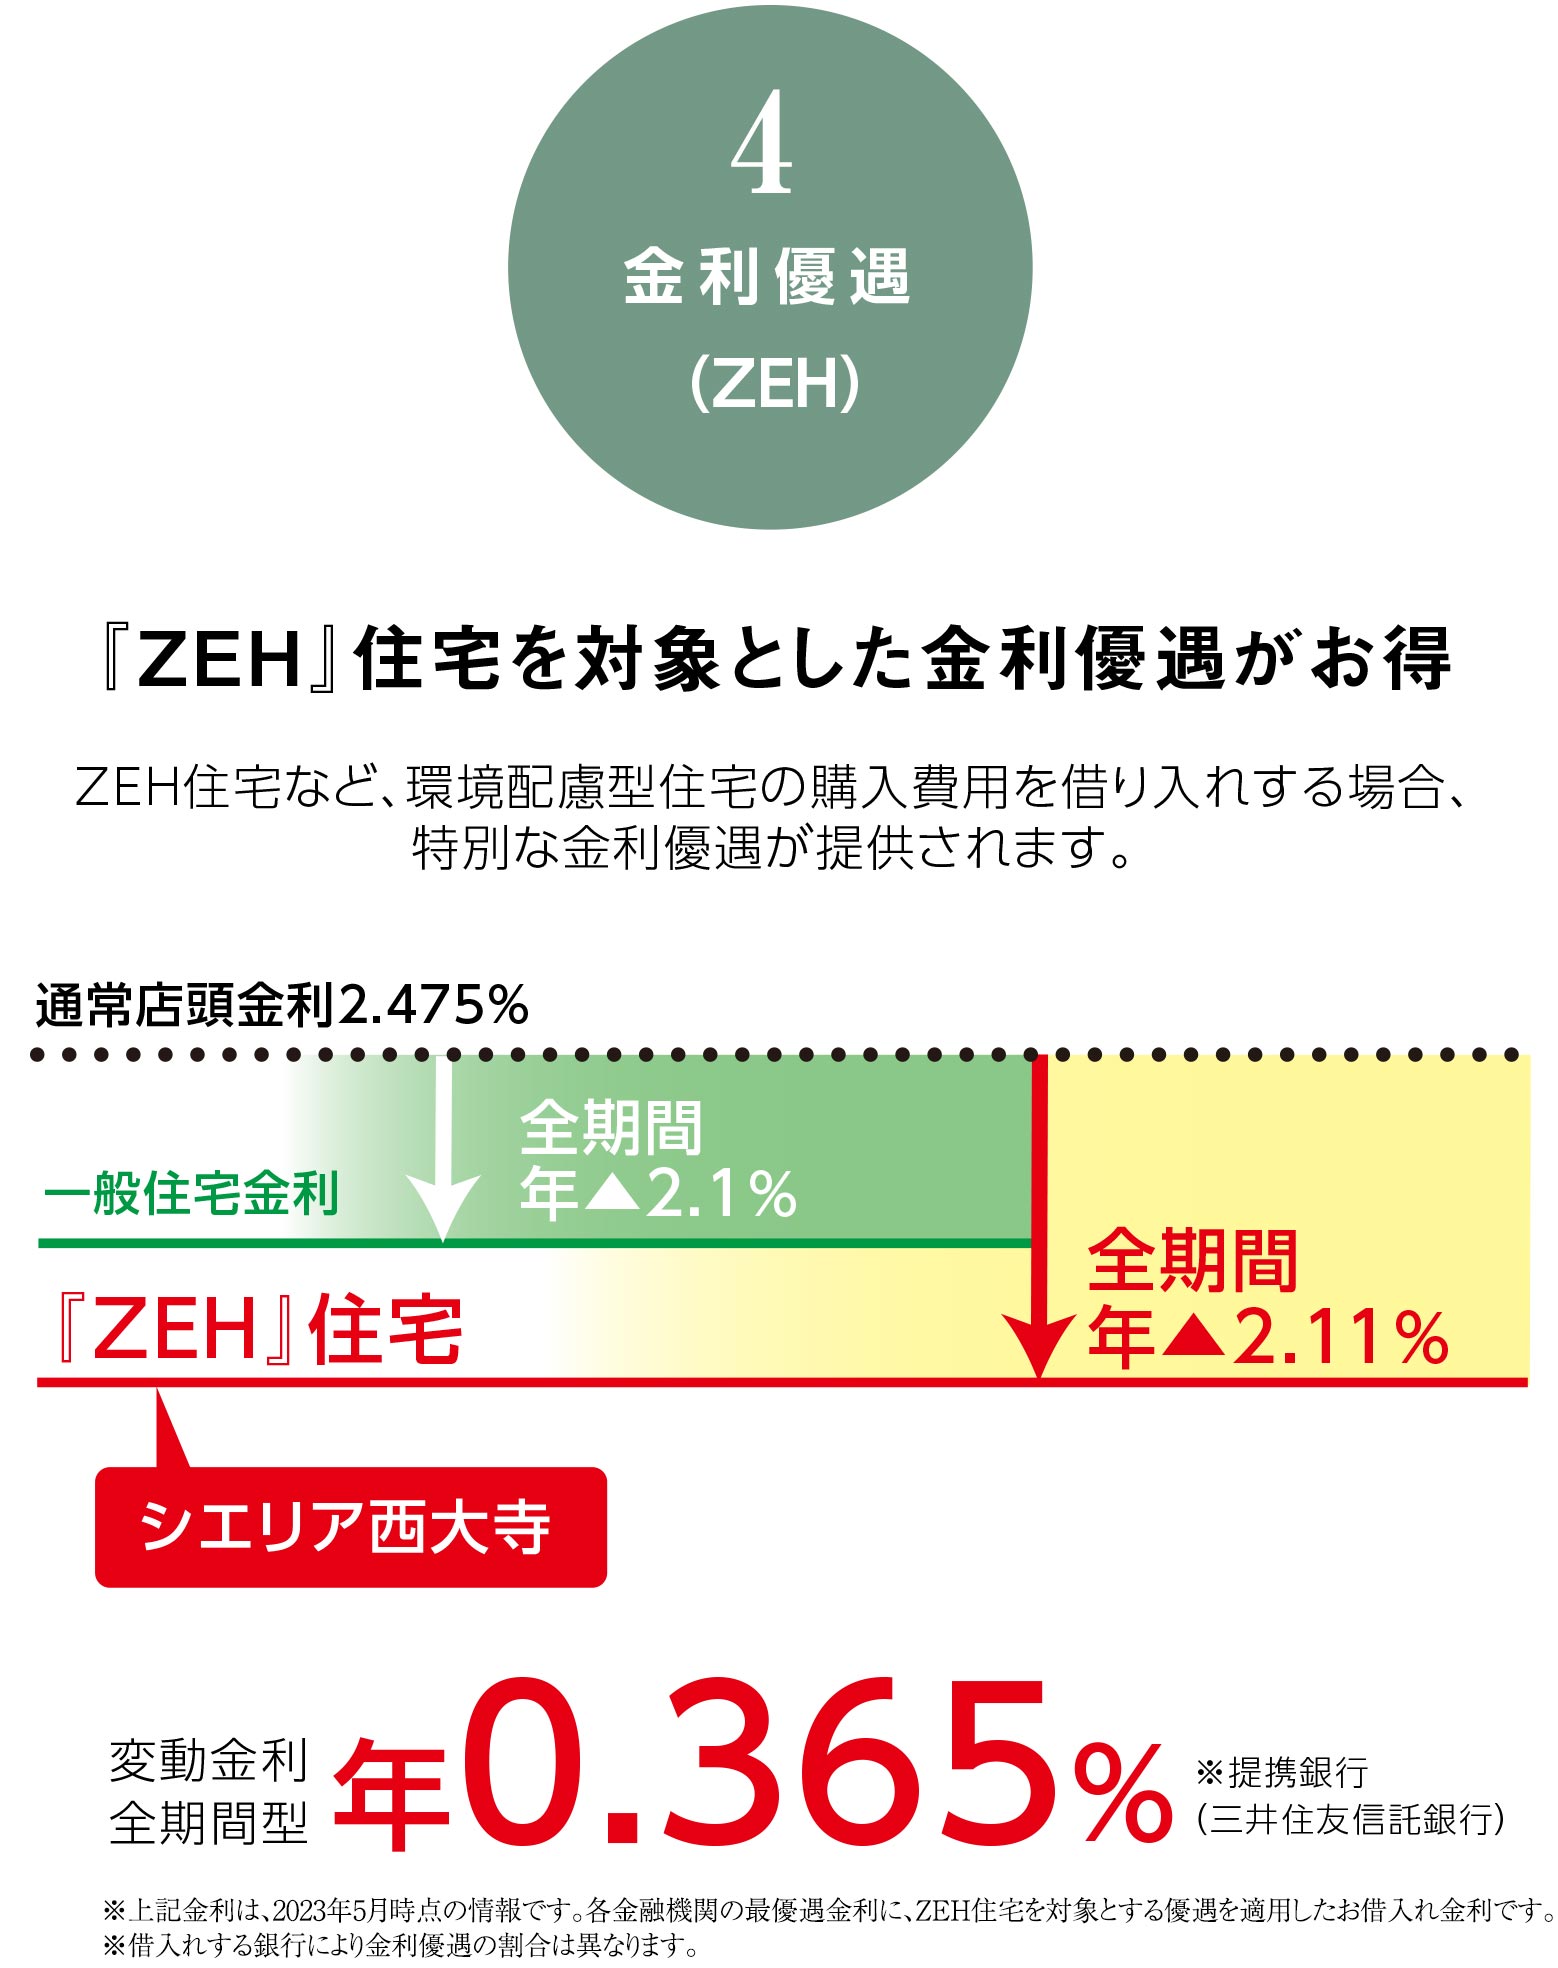 4
金利優遇
(ZEH)
『ZEH』住宅を対象とした金利優遇がお得
ZEH住宅など、環境配慮型住宅の購入費用を借り入れする場合、
特別な金利優遇が提供されます。
通常店頭金利2.475%
全期間
年▲2.1%
一般住宅金利
全期間
年▲2.11%
『ZEH』住宅
シエリア西大寺
変動金利
全期間型
年0.365%
※提携銀行
(三井住友信託銀行)
※上記金利は、2023年5月時点の情報です。各金融機関の最優遇金利に、ZEH住宅を対象とする優遇を適用したお借入れ金利です。
※借入れする銀行により金利優遇の割合は異なります。